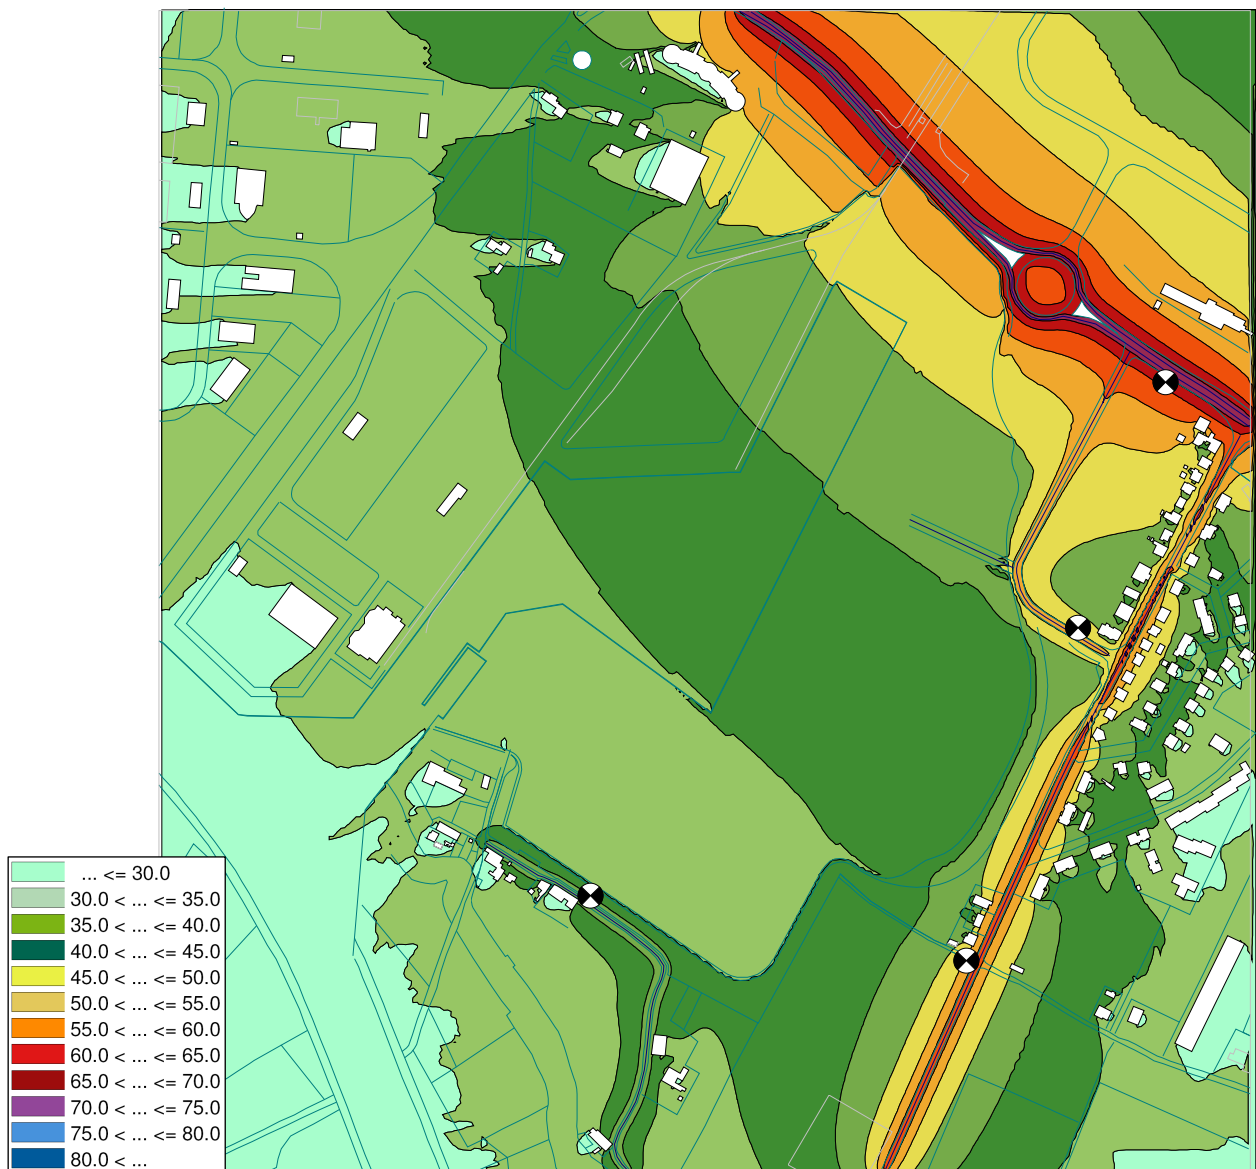 ... <= 30.0
30.0 < ... <= 35.0
35.0 < ... <= 40.0
40.0 < ... <= 45.0
45.0 < ... <= 50.0
50.0 < ... <= 55.0
55.0 < ... <= 60.0
60.0 < ... <= 65.0
65.0 < ... <= 70.0
70.0 < ... <= 75.0
75.0 < ... <= 80.0
80.0 < ...